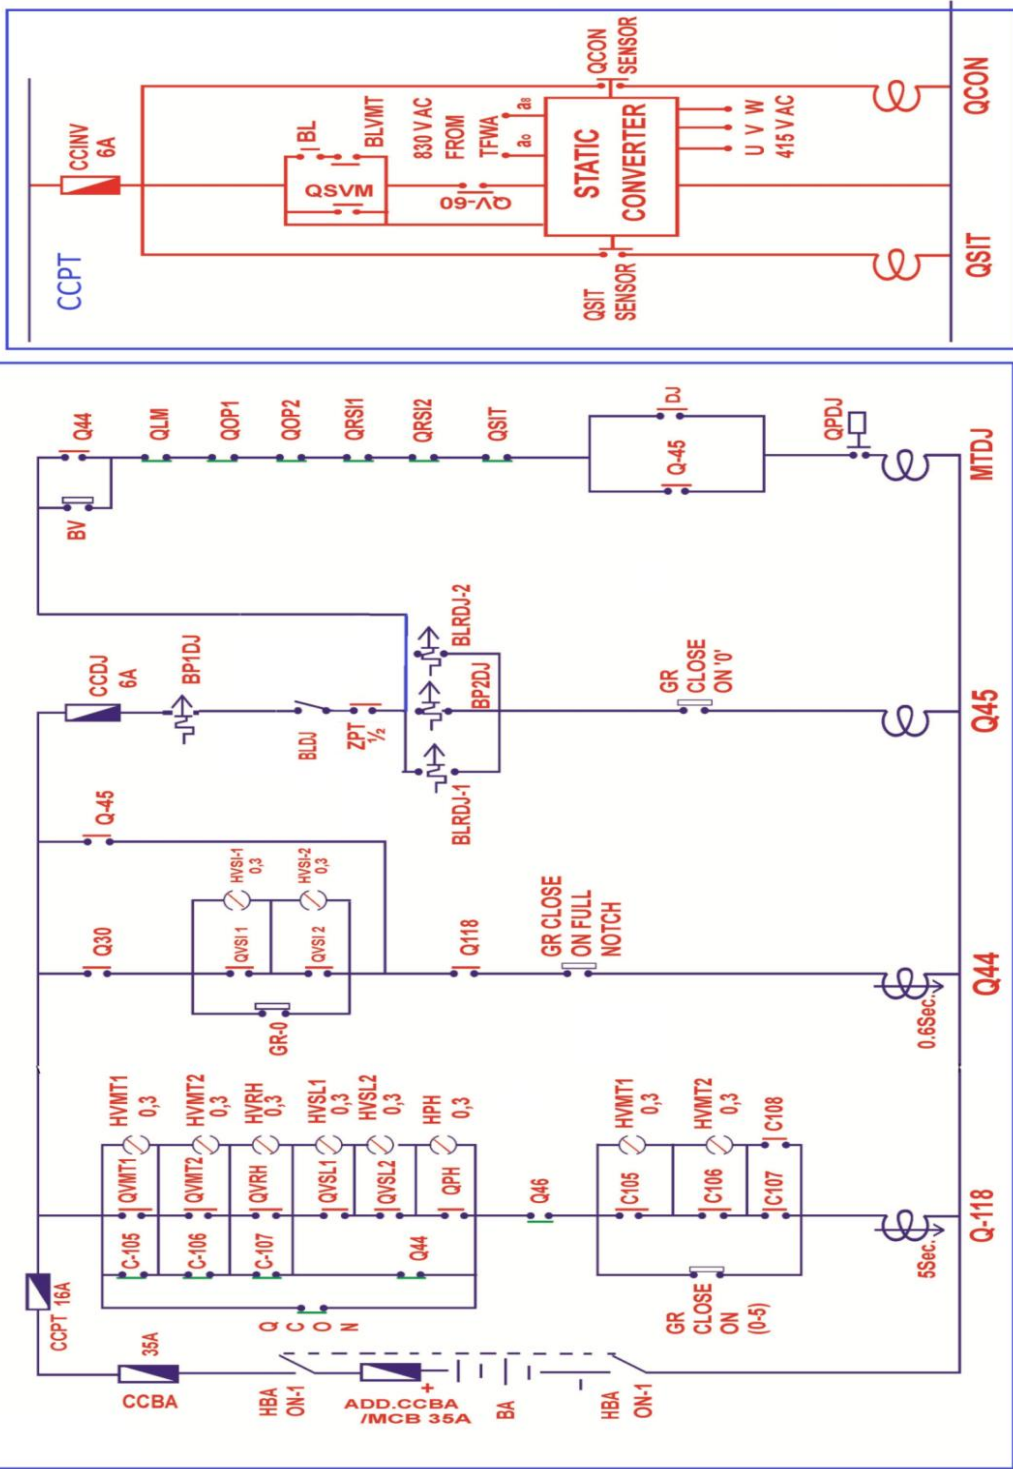 CCPT
CCINV
6A
BL
BLVMT
QSVM
830 V AC
FROM
TFWA
a0
a8
QV-60
QCON
SENSOR
STATIC
CONVERTER
QSIT
SENSOR
U V W
415 V AC
QCON
QSIT
Q44
BV
QLM
QOP1
QOP2
QRSI1
QRSI2
QSIT
DJ
Q-45
QPDJ
MTDJ
CCDJ
6A
BP1DJ
BLDJ
ZPT
½
BLRDJ-2
BP2DJ
BLRDJ-1
GR
CLOSE
ON '0'
Q45
Q-45
Q30
HVSI-1
0,3
HVSI-2
0,3
QVSI 1
QVSI 2
GR-0
Q118
GR CLOSE
ON FULL
NOTCH
0.6Sec.
Q44
HVMT1
0,3
HVMT2
0,3
HVRH
0,3
HVSL1
0,3
HVSL2
0,3
HPH
0,3
QVMT1
QVMT2
QVRH
QVSL1
QVSL2
QPH
C-105
C-106
C-107
Q44
Q C O N
Q46
HVMT1
0,3
HVMT2
0,3
C108
C105
C106
C107
GR
CLOSE
ON
(0-5)
5Sec.
Q-118
CCPT 16A
35A
CCBA
HBA
ON-1
ADD.CCBA
/MCB 35A
+
BA
HBA
ON-1